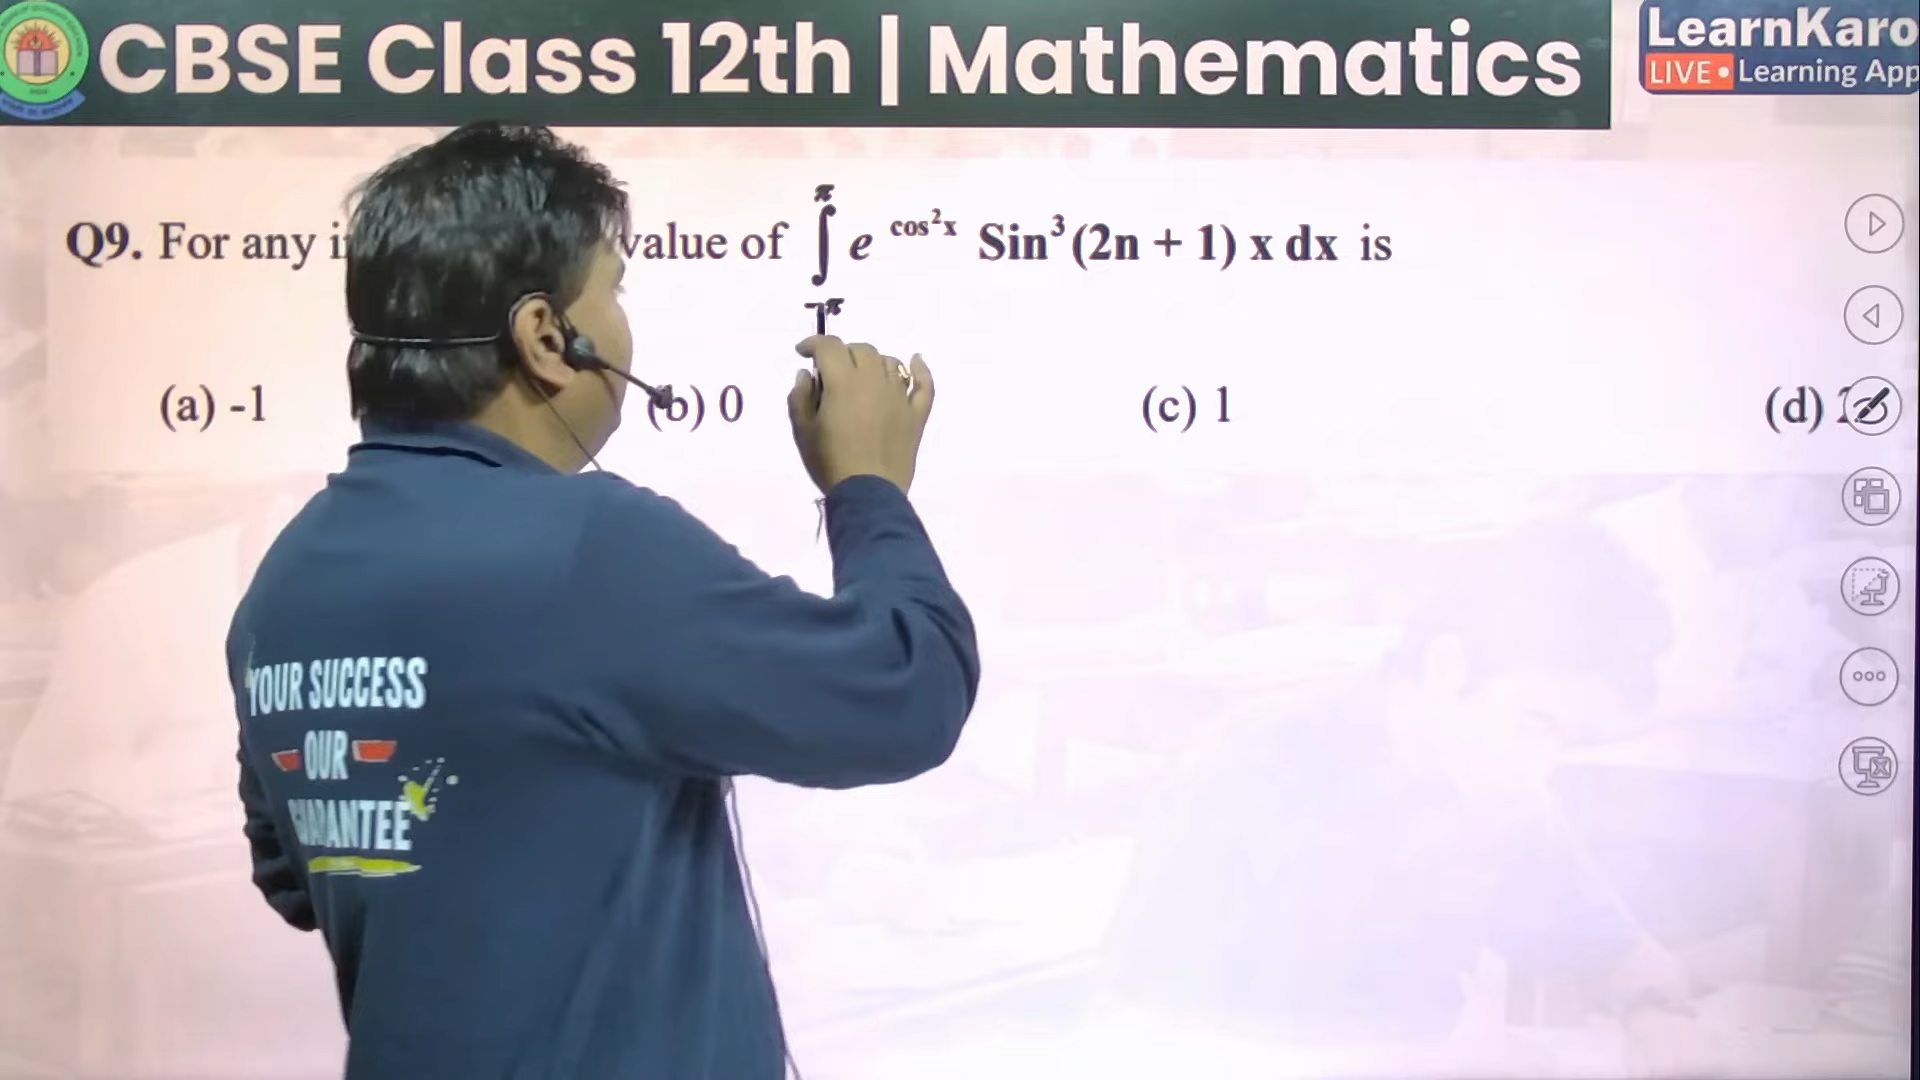 CBSE Class 12th | Mathematics
LearnKaro
LIVE • Learning App
Q9. For any value of ∫_{-π}^{π} e^{cos²x} Sin³(2n + 1) x dx is
(a) -1 (b) 0 (c) 1 (d)
YOUR SUCCESS
OUR
GUARANTEE